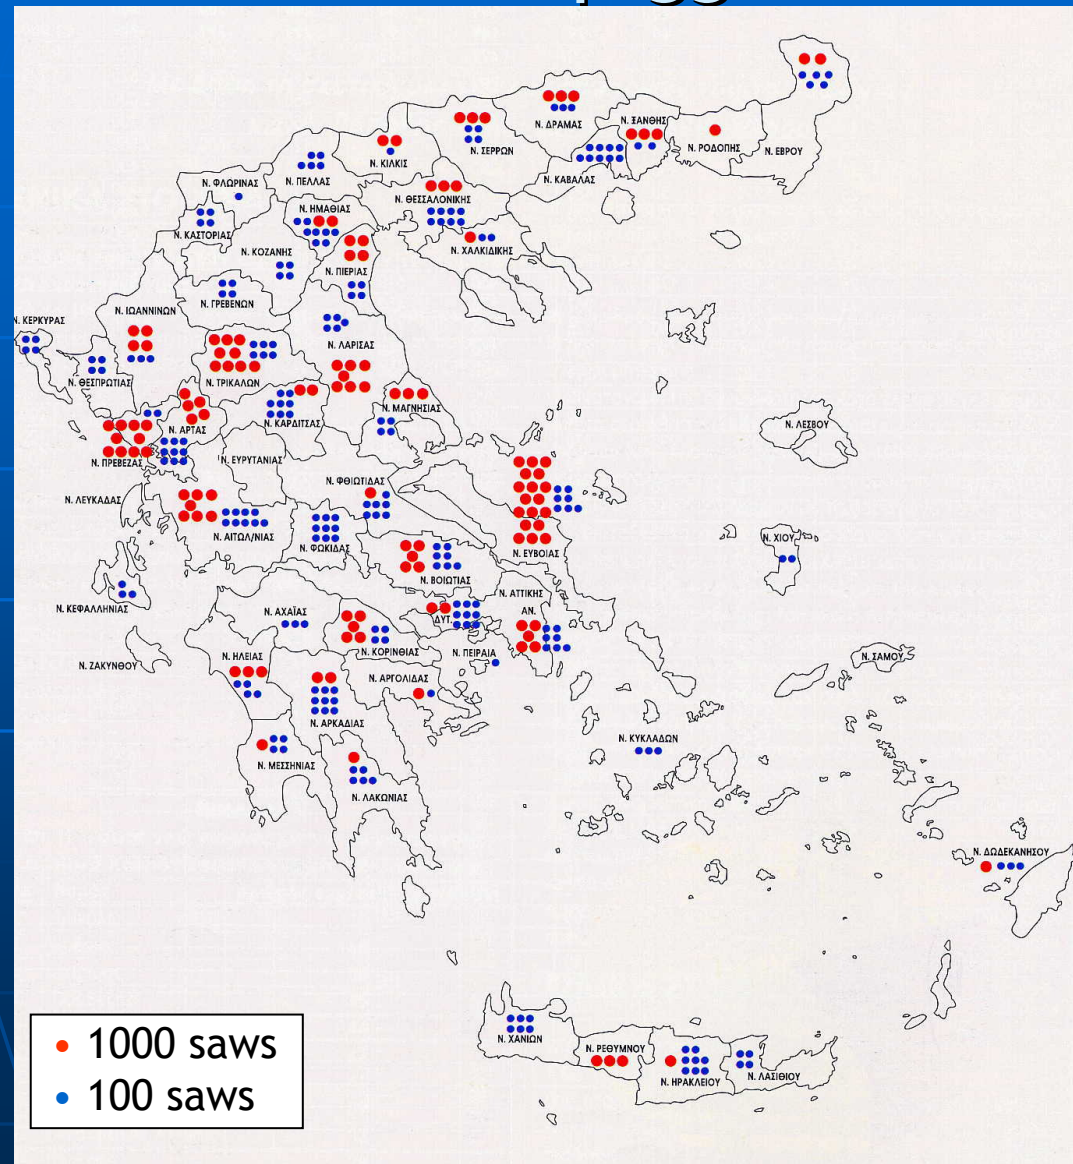 Ν. ΔΡΑΜΑΣ
Ν. ΞΑΝΘΗΣ
Ν. ΡΟΔΟΠΗΣ
Ν. ΕΒΡΟΥ
Ν. ΣΕΡΡΩΝ
Ν. ΚΙΛΚΙΣ
Ν. ΚΑΒΑΛΑΣ
Ν. ΠΕΛΛΑΣ
Ν. ΦΛΩΡΙΝΑΣ
Ν. ΘΕΣΣΑΛΟΝΙΚΗΣ
Ν. ΗΜΑΘΙΑΣ
Ν. ΚΑΣΤΟΡΙΑΣ
Ν. ΧΑΛΚΙΔΙΚΗΣ
Ν. ΚΟΖΑΝΗΣ
Ν. ΠΙΕΡΙΑΣ
Ν. ΓΡΕΒΕΝΩΝ
Ν. ΙΩΑΝΝΙΝΩΝ
Ν. ΚΕΡΚΥΡΑΣ
Ν. ΛΑΡΙΣΑΣ
Ν. ΘΕΣΠΡΩΤΙΑΣ
Ν. ΤΡΙΚΑΛΩΝ
Ν. ΜΑΓΝΗΣΙΑΣ
Ν. ΚΑΡΔΙΤΣΑΣ
Ν. ΛΕΣΒΟΥ
Ν. ΑΡΤΑΣ
Ν. ΠΡΕΒΕΖΑΣ
Ν. ΕΥΡΥΤΑΝΙΑΣ
Ν. ΦΘΙΩΤΙΔΑΣ
Ν. ΛΕΥΚΑΔΑΣ
Ν. ΑΙΤΩΛ/ΝΙΑΣ
Ν. ΦΩΚΙΔΑΣ
Ν. ΕΥΒΟΙΑΣ
Ν. ΧΙΟΥ
Ν. ΒΟΙΩΤΙΑΣ
Ν. ΑΤΤΙΚΗΣ
Ν. ΚΕΦΑΛΛΗΝΙΑΣ
Ν. ΑΧΑΪΑΣ
ΑΝ.
ΔΥΤ.
Ν. ΚΟΡΙΝΘΙΑΣ
Ν. ΠΕΙΡΑΙΑ
Ν. ΗΛΕΙΑΣ
Ν. ΣΑΜΟΥ
Ν. ΖΑΚΥΝΘΟΥ
Ν. ΑΡΓΟΛΙΔΑΣ
Ν. ΑΡΚΑΔΙΑΣ
Ν. ΚΥΚΛΑΔΩΝ
Ν. ΜΕΣΣΗΝΙΑΣ
Ν. ΛΑΚΩΝΙΑΣ
Ν. ΔΩΔΕΚΑΝΗΣΟΥ
Ν. ΧΑΝΙΩΝ
Ν. ΡΕΘΥΜΝΟΥ
Ν. ΗΡΑΚΛΕΙΟΥ
Ν. ΛΑΣΙΘΙΟΥ
1000 saws
100 saws